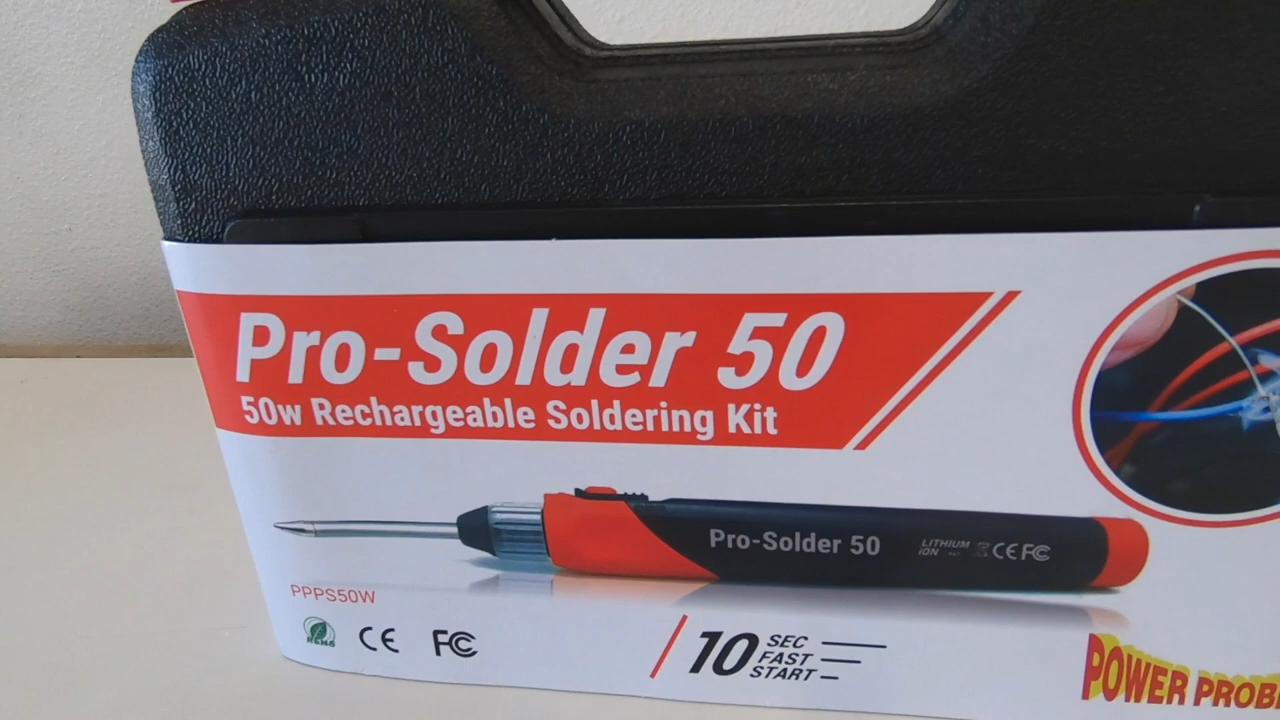 Pro-Solder 50
50w Rechargeable Soldering Kit
Pro-Solder 50
LITHIUM
ION
CE FC
PPPS50W
RoHS
CE FC
10 SEC
FAST
START
POWER PROB